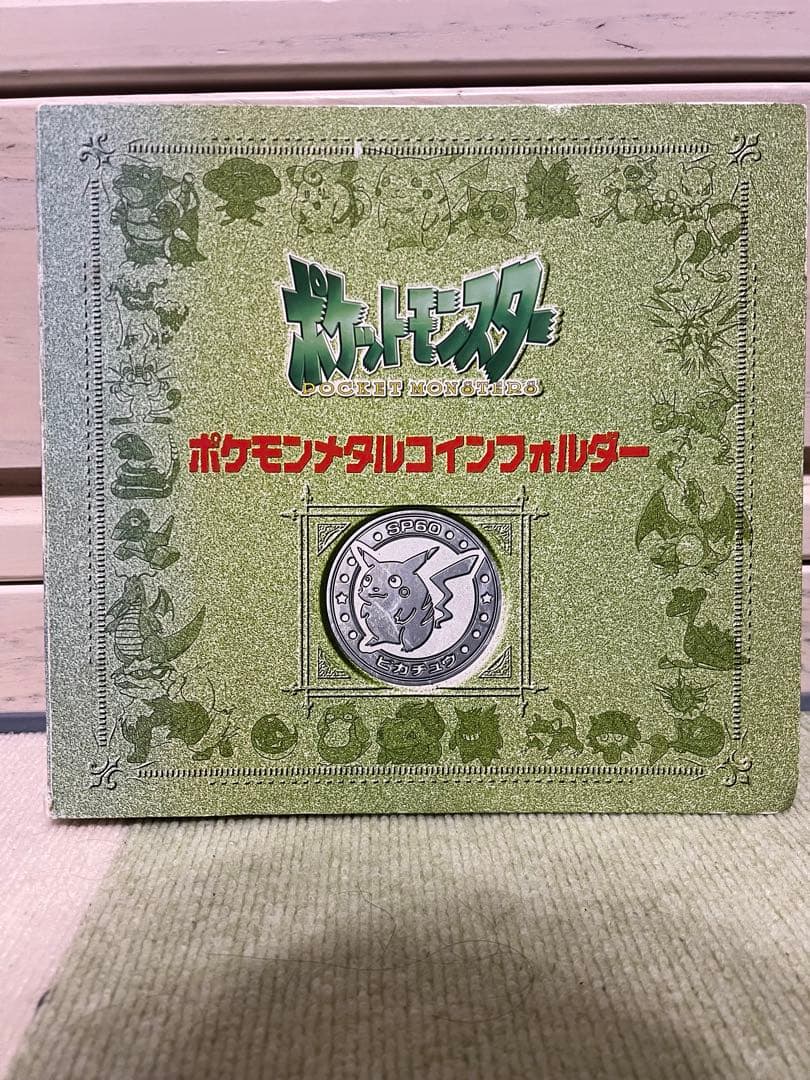 ポケットモンスター
POCKET MONSTERS
ポケモンメタルコインフォルダー
SP60
ピカチュウ